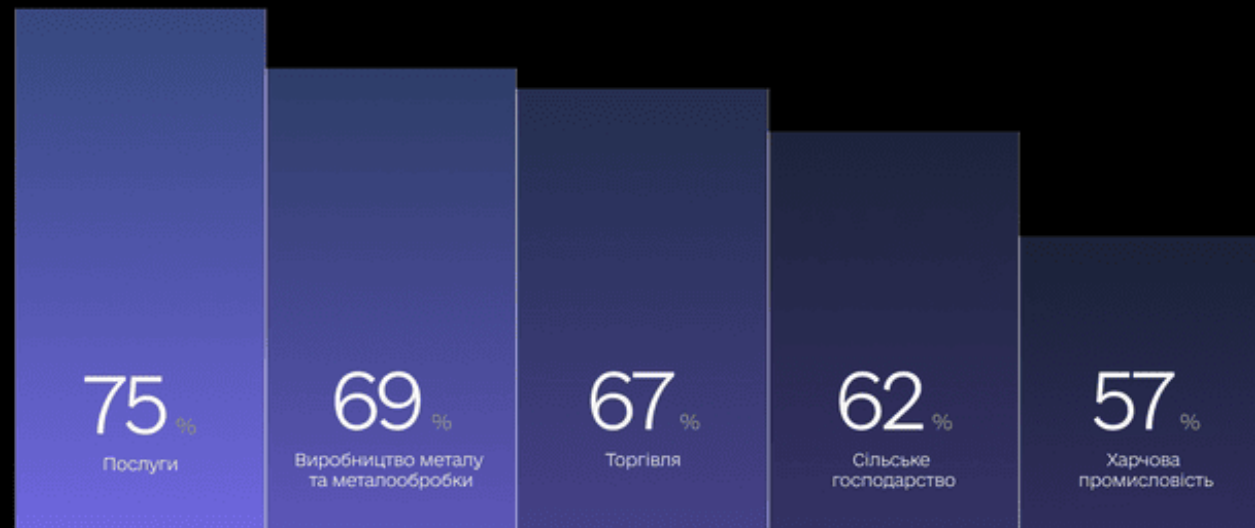 75 %
Послуги
69 %
Виробництво металу
та металообробки
67 %
Торгівля
62 %
Сільське
господарство
57 %
Харчова
промисловість